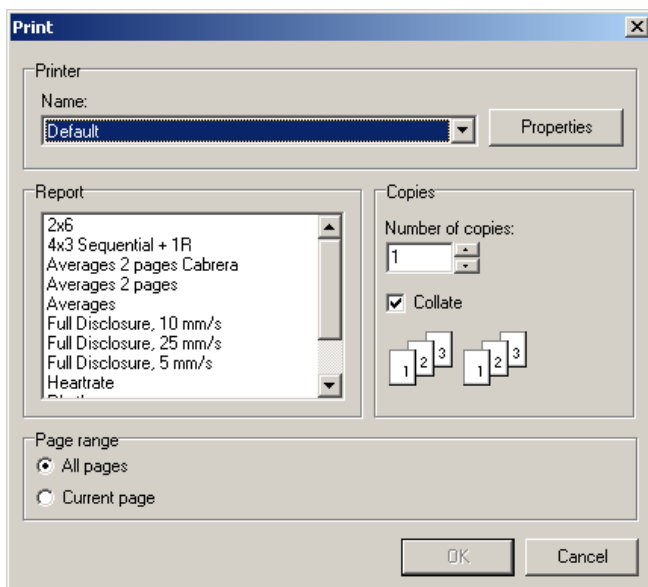 Print
Printer
Name:
Default
Properties
Report
2x6
4x3 Sequential + 1R
Averages 2 pages Cabrera
Averages 2 pages
Averages
Full Disclosure, 10 mm/s
Full Disclosure, 25 mm/s
Full Disclosure, 5 mm/s
Heartrate
Copies
Number of copies:
1
Collate
1 2 3 1 2 3
Page range
All pages
Current page
OK Cancel